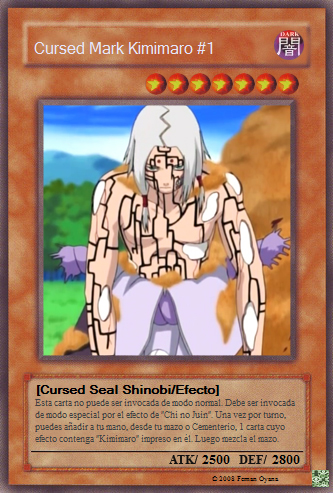 Cursed Mark Kimimaro #1
DARK
闇
[Cursed Seal Shinobi/Efecto]
Esta carta no puede ser invocada de modo normal. Debe ser invocada
de modo especial por el efecto de "Chi no Juin". Una vez por turno,
puedes añadir a tu mano, desde tu mazo o Cementerio, 1 carta cuyo
efecto contenga "Kimimaro" impreso en el. Luego mezcla el mazo.
ATK/ 2500 DEF/ 2800
©2008 Fernan Oyama